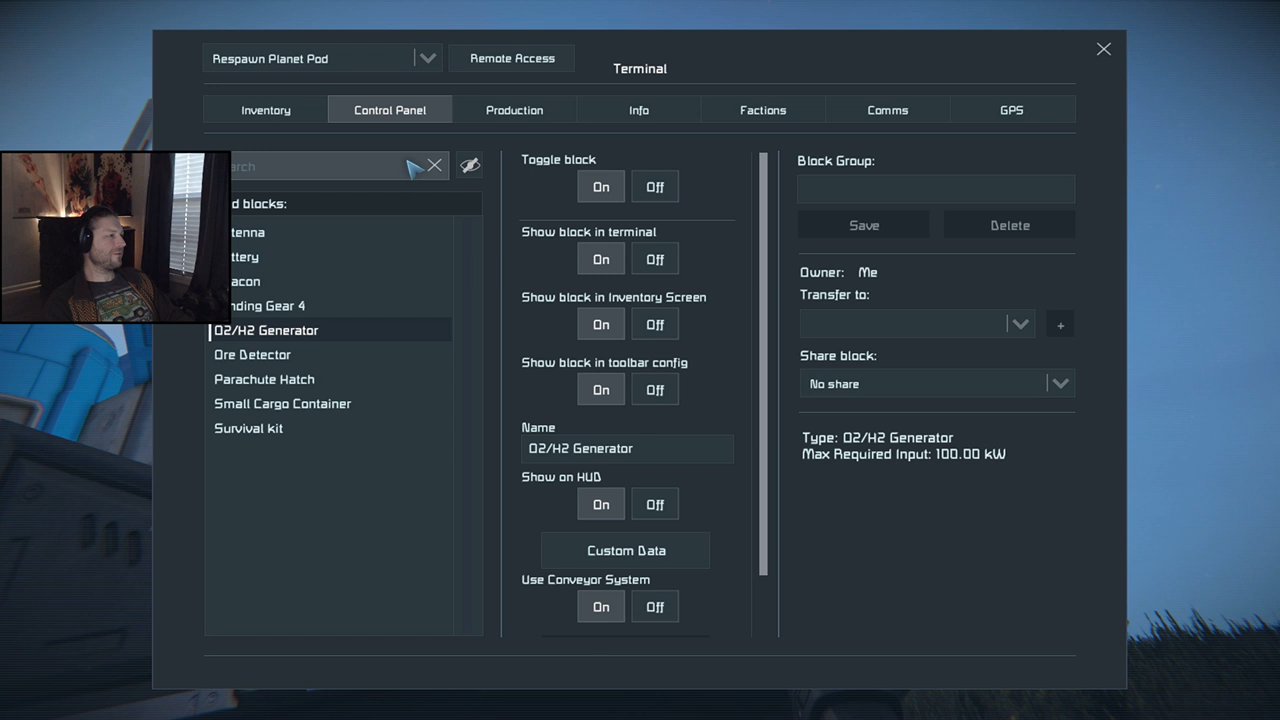 Respawn Planet Pod
Remote Access
Terminal
Inventory
Control Panel
Production
Info
Factions
Comms
GPS
arch
d blocks:
tenna
ttery
acon
nding Gear 4
O2/H2 Generator
Ore Detector
Parachute Hatch
Small Cargo Container
Survival kit
Toggle block
On Off
Show block in terminal
On Off
Show block in Inventory Screen
On Off
Show block in toolbar config
On Off
Name
O2/H2 Generator
Show on HUD
On Off
Custom Data
Use Conveyor System
On Off
Block Group:
Save
Delete
Owner: Me
Transfer to:
+
Share block:
No share
Type: O2/H2 Generator
Max Required Input: 100.00 kW